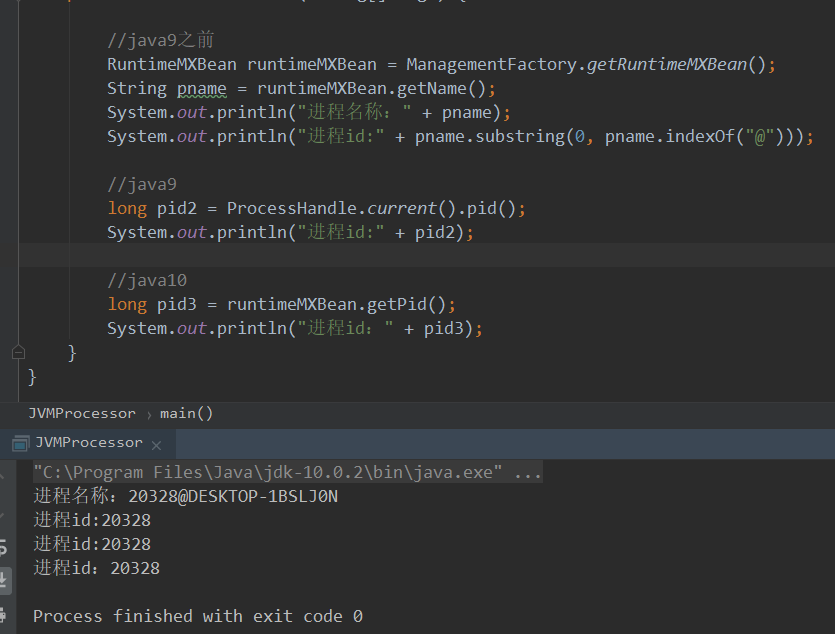 //java9之前
RuntimeMXBean runtimeMXBean = ManagementFactory.getRuntimeMXBean();
String pname = runtimeMXBean.getName();
System.out.println("进程名称：" + pname);
System.out.println("进程id:" + pname.substring(0, pname.indexOf("@")));
//java9
long pid2 = ProcessHandle.current().pid();
System.out.println("进程id:" + pid2);
//java10
long pid3 = runtimeMXBean.getPid();
System.out.println("进程id：" + pid3);
}
}
JVMProcessor › main()
JVMProcessor ×
"C:\Program Files\Java\jdk-10.0.2\bin\java.exe" ...
进程名称：20328@DESKTOP-1BSLJ0N
进程id:20328
进程id:20328
进程id：20328
Process finished with exit code 0